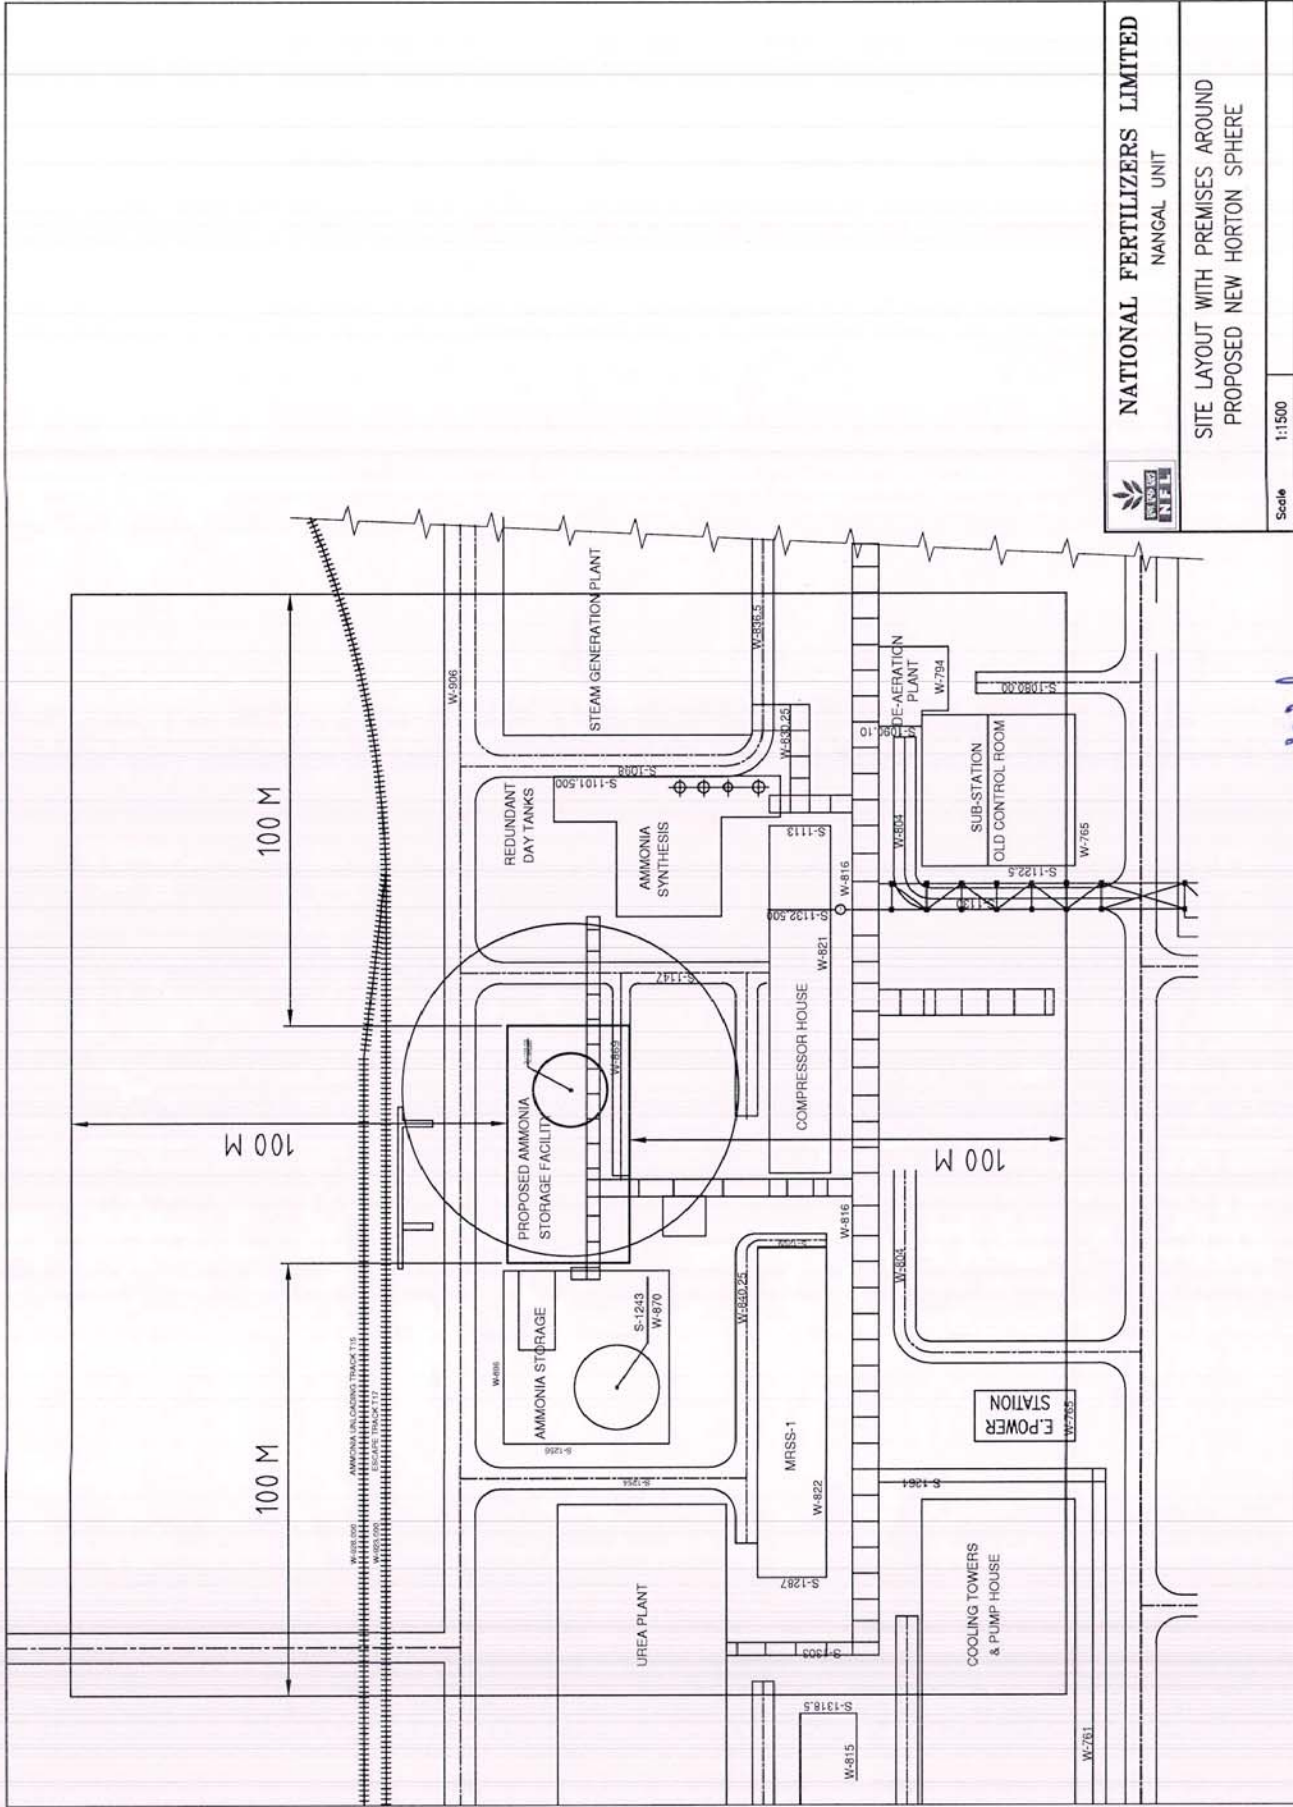 NATIONAL FERTILIZERS LIMITED
NANGAL UNIT
SITE LAYOUT WITH PREMISES AROUND
PROPOSED NEW HORTON SPHERE
Scale
1:1500
NFL
100 M
100 M
100 M
100 M
AMMONIA UNLOADING TRACK T15
ESCAPE TRACK T17
W-906
STEAM GENERATION PLANT
W-836.5
S-1098
S-1101.500
W-830.25
REDUNDANT
DAY TANKS
AMMONIA
SYNTHESIS
S-1113
PROPOSED AMMONIA
STORAGE FACILITY
W-869
S-1147
S-1132.500
W-816
COMPRESSOR HOUSE
W-821
AMMONIA STORAGE
S-1243
W-870
W-896
S-1256
S-1254
W-840.25
MRSS-1
W-822
S-1287
W-816
UREA PLANT
S-1303
S-1318.5
W-815
DE-AERATION
PLANT
W-794
S-1090.10
S-1080.00
SUB-STATION
OLD CONTROL ROOM
W-765
S-1122.5
W-804
S-1130
W-804
E.POWER
STATION
W-765
S-1261
COOLING TOWERS
& PUMP HOUSE
W-761